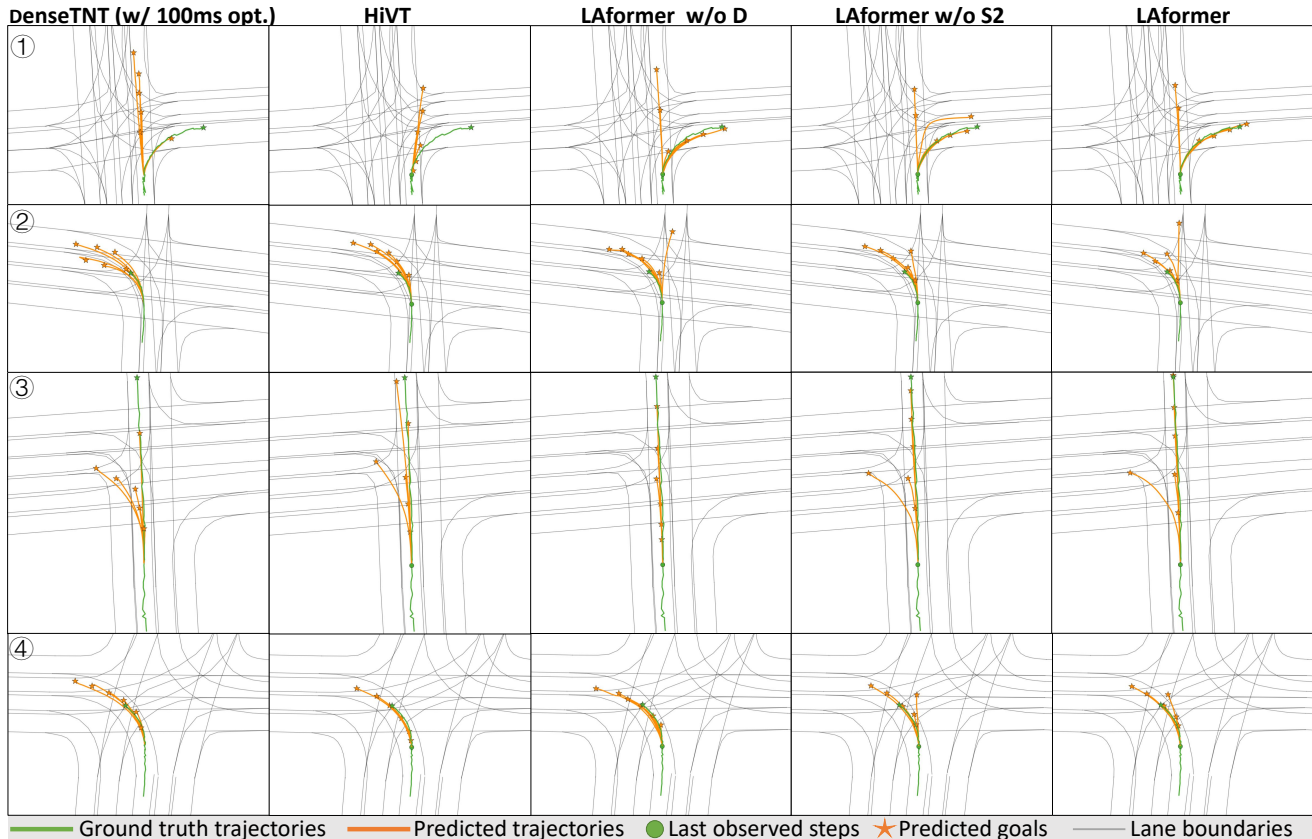 DenseTNT (w/ 100ms opt.) HiVT LAformer w/o D LAformer w/o S2 LAformer
①
②
③
④
Ground truth trajectories Predicted trajectories Last observed steps Predicted goals Lane boundaries